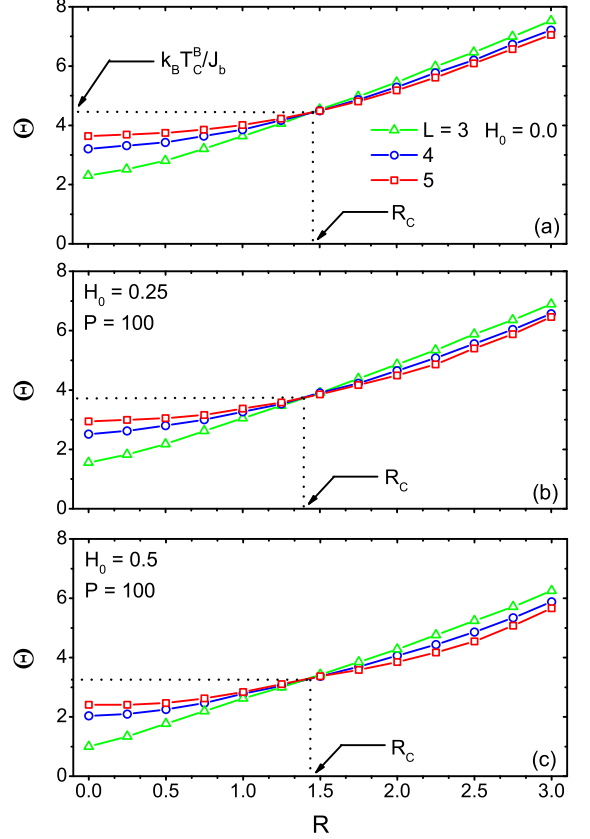 8
6
4
2
0
Θ
k_B T_C^B/J_b
L = 3 H_0 = 0.0
4
5
R_C
(a)
8
6
4
2
0
Θ
H_0 = 0.25
P = 100
R_C
(b)
8
6
4
2
0
Θ
H_0 = 0.5
P = 100
R_C
(c)
0.0 0.5 1.0 1.5 2.0 2.5 3.0
R